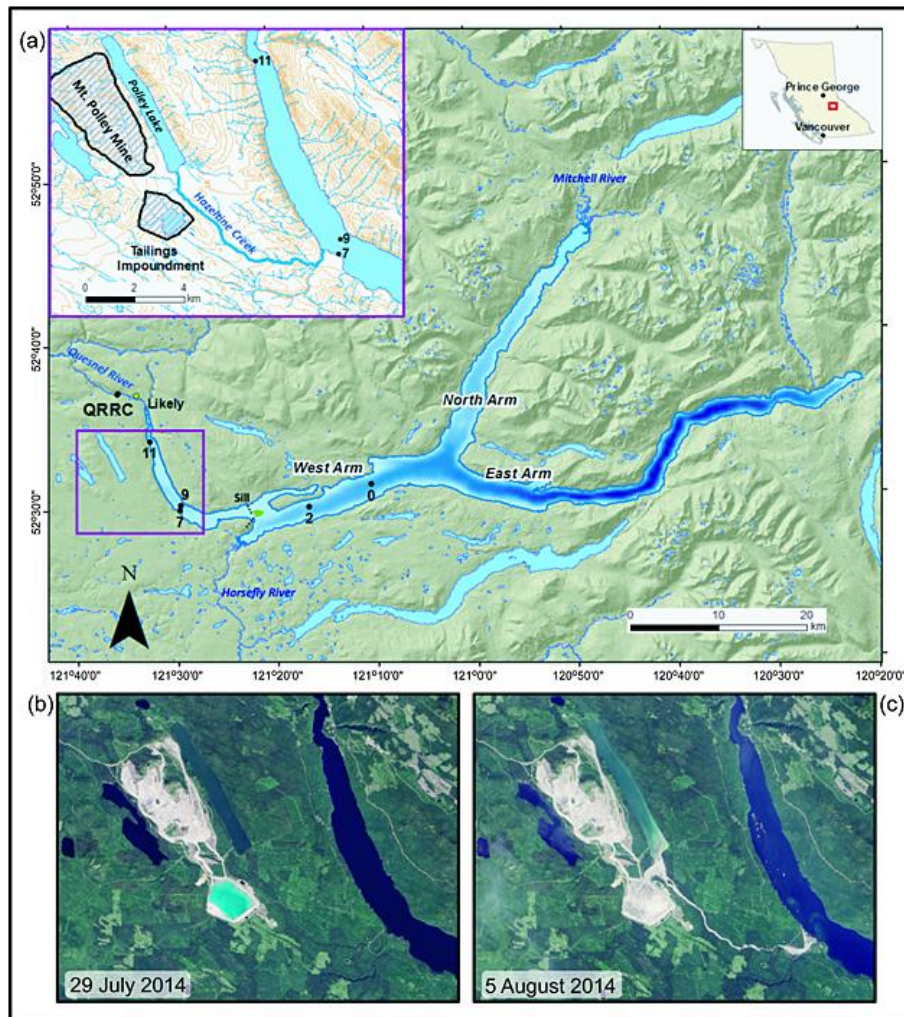 (a)
11
Polley Lake
Mt. Polley Mine
52°50'0"
Hazeltine Creek
9
7
Tailings
Impoundment
0 2 4
km
Prince George
Vancouver
Mitchell River
52°40'0"
Quesnel River
QRRC
Likely
North Arm
11
West Arm
East Arm
9
Sill
0
7
2
52°30'0"
N
Horsefly River
0 10 20
km
121°40'0"
121°30'0"
121°20'0"
121°10'0"
121°0'0"
120°50'0"
120°40'0"
120°30'0"
120°20'0"
(b)
29 July 2014
(c)
5 August 2014